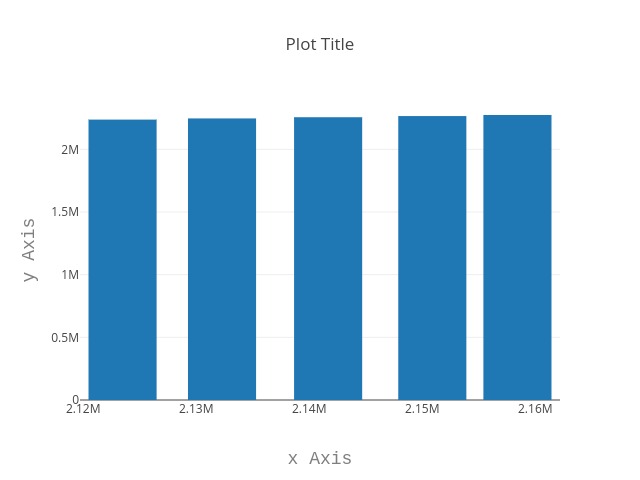 Plot Title
y Axis
2M
1.5M
1M
0.5M
0
2.12M
2.13M
2.14M
2.15M
2.16M
x Axis